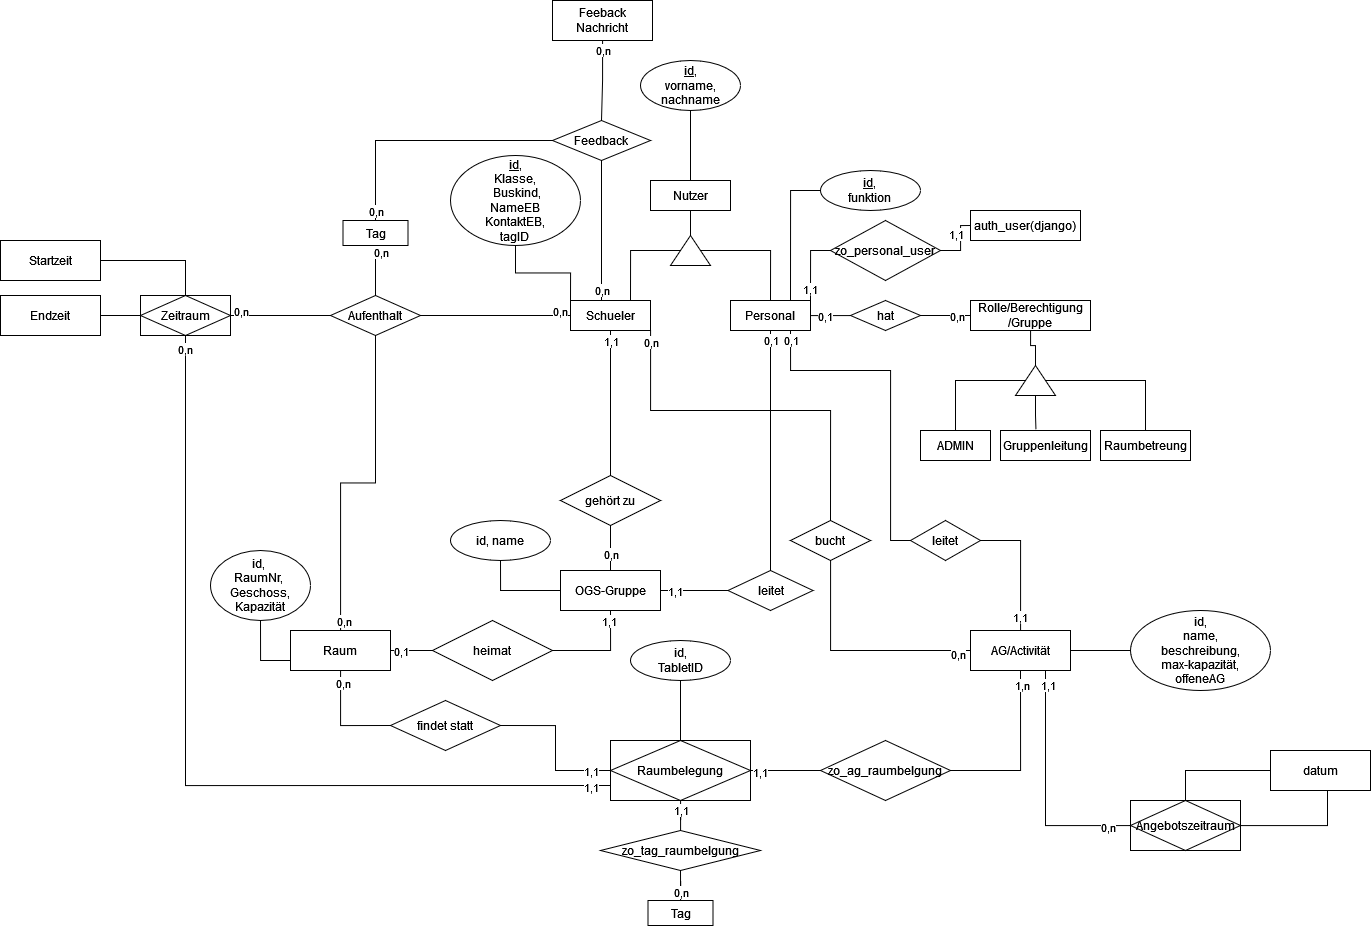 Feeback
Nachricht
0,n
id,
vorname,
nachname
Feedback
id,
Klasse,
Buskind,
NameEB
KontaktEB,
tagID
Nutzer
id,
funktion
0,n
Tag
0,n
zo_personal_user
1,1
auth_user(django)
Startzeit
Endzeit
Zeitraum
0,n
0,n
Aufenthalt
0,n
0,n
Schueler
1,1
0,n
1,1
Personal
0,1
0,1
0,1
hat
0,n
Rolle/Berechtigung
/Gruppe
ADMIN
Gruppenleitung
Raumbetreung
gehört zu
id, name
0,n
OGS-Gruppe
1,1
1,1
leitet
bucht
leitet
id,
RaumNr,
Geschoss,
Kapazität
0,n
Raum
0,1
0,n
heimat
id,
TabletID
1,1
0,n
AG/Activität
1,n
1,1
id,
name,
beschreibung,
max-kapazität,
offeneAG
findet statt
1,1
1,1
Raumbelegung
1,1
1,1
zo_ag_raumbelgung
datum
0,n
Angebotszeitraum
zo_tag_raumbelgung
0,n
Tag